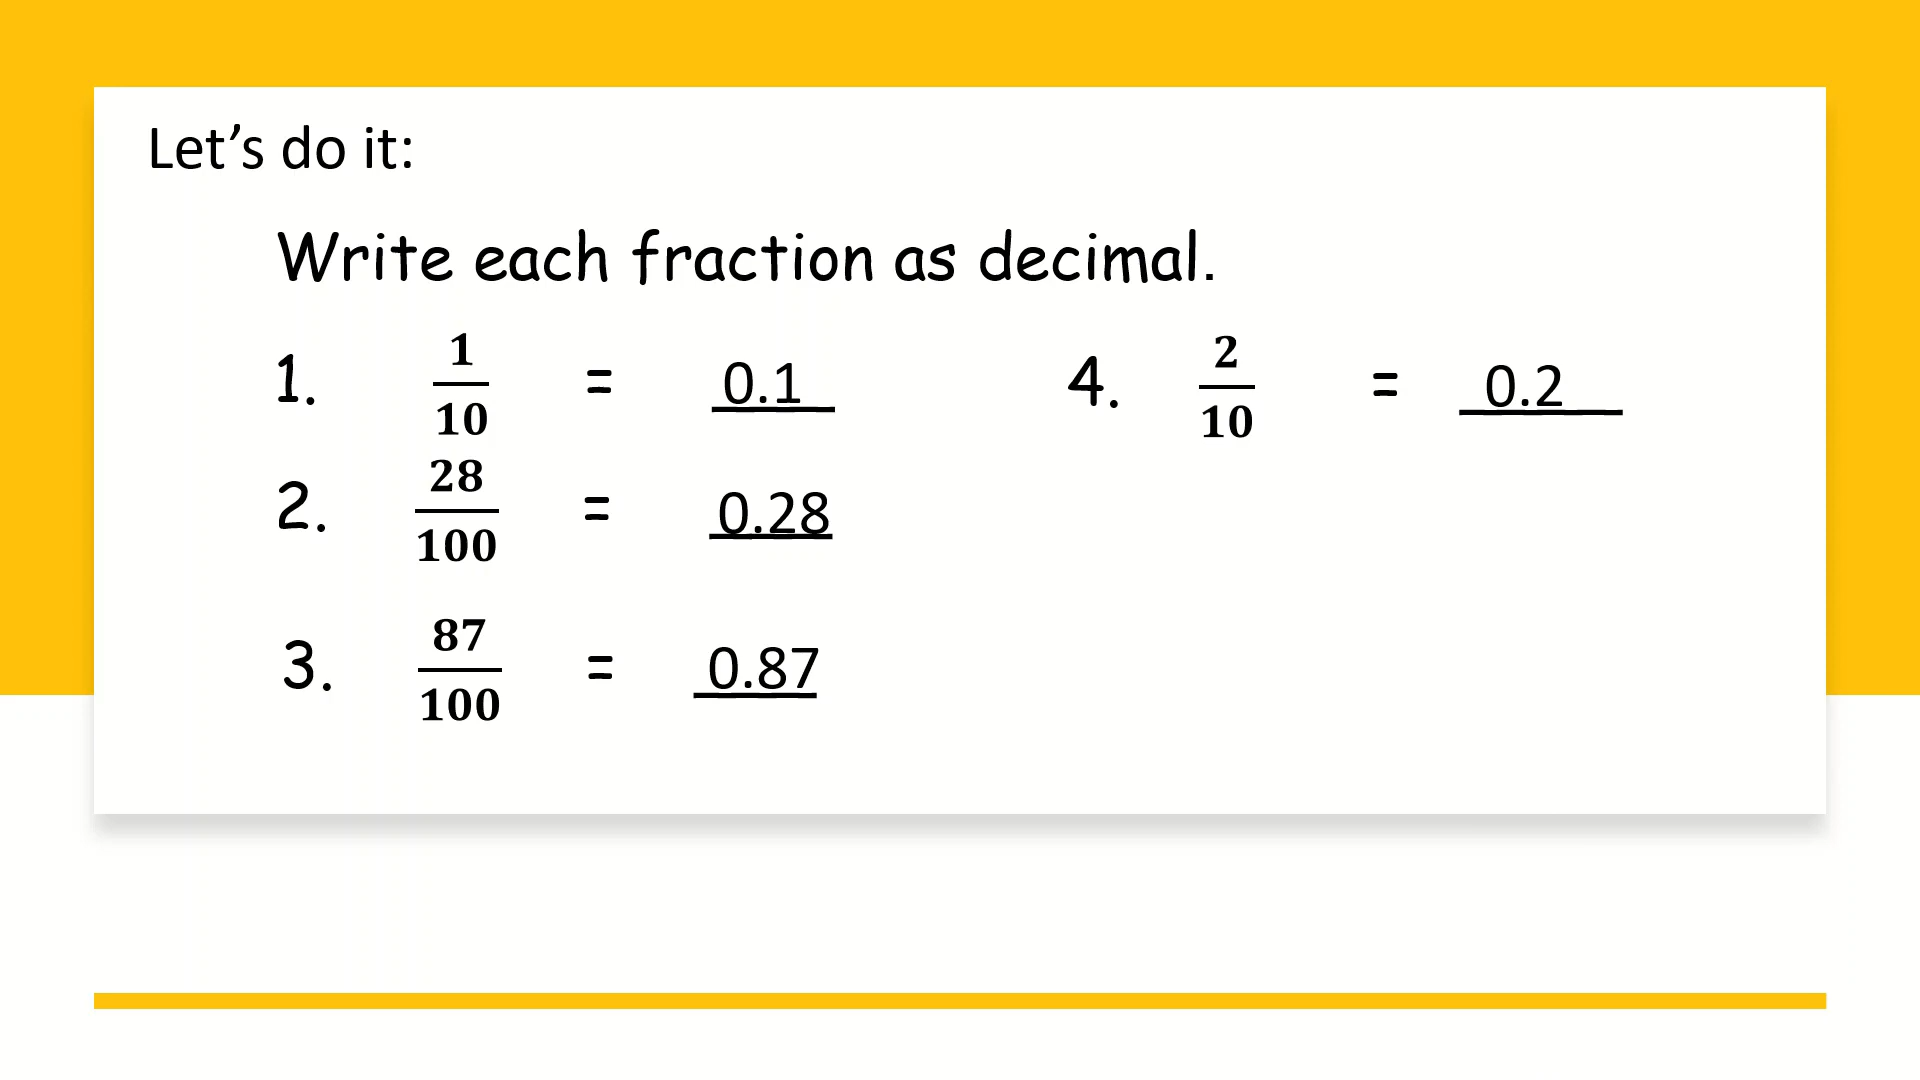 Let’s do it:
Write each fraction as decimal.
1. 1/10 = 0.1
2. 28/100 = 0.28
3. 87/100 = 0.87
4. 2/10 = 0.2